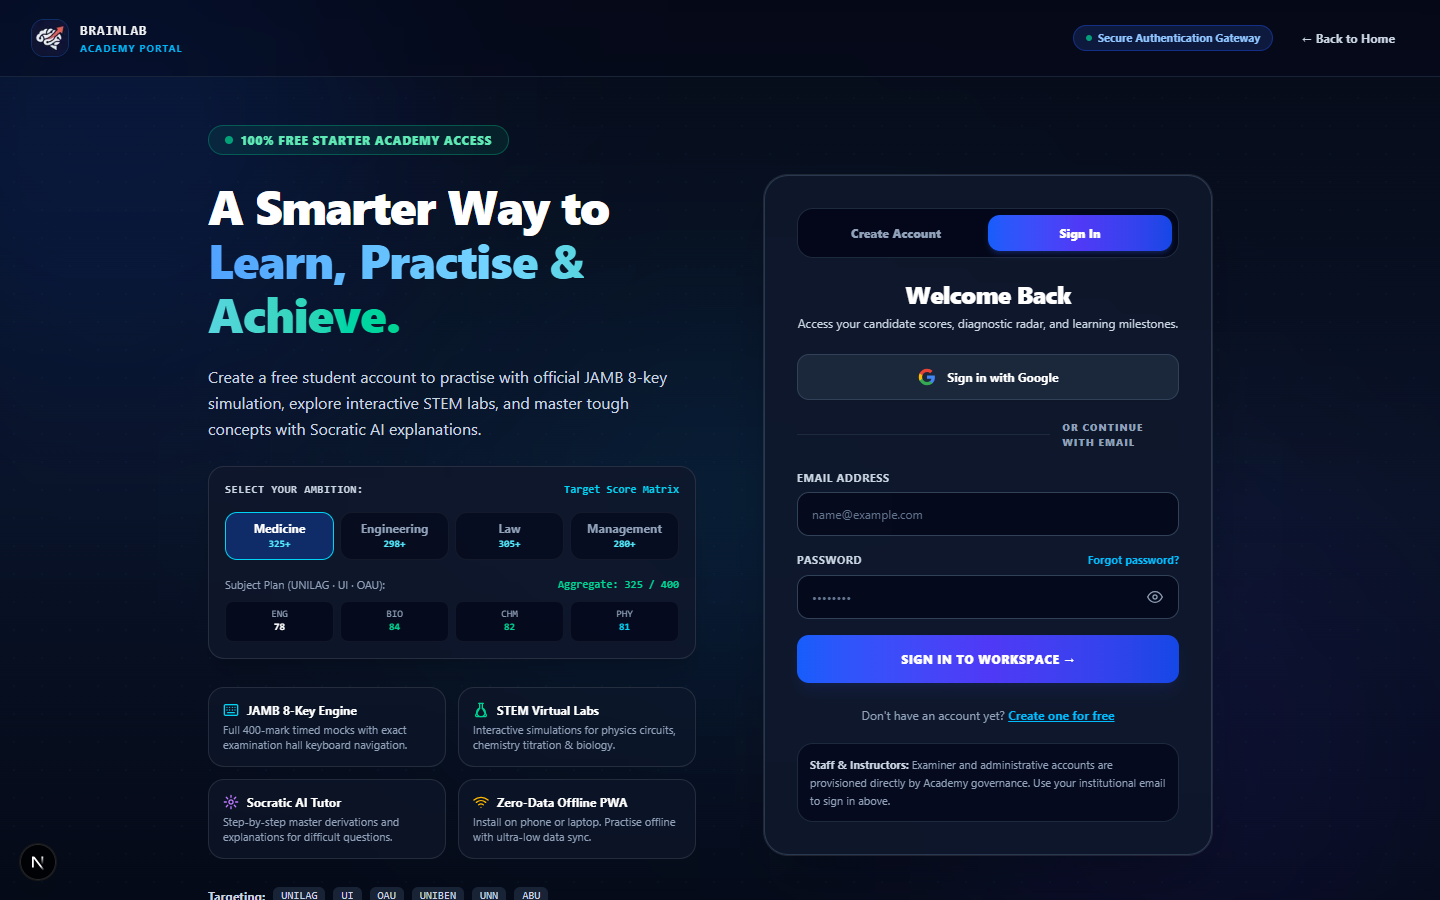 BRAINLAB
ACADEMY PORTAL
Secure Authentication Gateway
← Back to Home
100% FREE STARTER ACADEMY ACCESS
A Smarter Way to
Learn, Practise &
Achieve.
Create a free student account to practise with official JAMB 8-key
simulation, explore interactive STEM labs, and master tough
concepts with Socratic AI explanations.
SELECT YOUR AMBITION:
Target Score Matrix
Medicine
325+
Engineering
298+
Law
305+
Management
280+
Subject Plan (UNILAG · UI · OAU):
Aggregate: 325 / 400
ENG
78
BIO
84
CHM
82
PHY
81
JAMB 8-Key Engine
Full 400-mark timed mocks with exact
examination hall keyboard navigation.
STEM Virtual Labs
Interactive simulations for physics circuits,
chemistry titration & biology.
Socratic AI Tutor
Step-by-step master derivations and
explanations for difficult questions.
Zero-Data Offline PWA
Install on phone or laptop. Practise offline
with ultra-low data sync.
Targeting:
UNILAG
UI
OAU
UNIBEN
UNN
ABU
Create Account
Sign In
Welcome Back
Access your candidate scores, diagnostic radar, and learning milestones.
Sign in with Google
OR CONTINUE
WITH EMAIL
EMAIL ADDRESS
name@example.com
PASSWORD
Forgot password?
••••••••
SIGN IN TO WORKSPACE →
Don't have an account yet? Create one for free
Staff & Instructors: Examiner and administrative accounts are
provisioned directly by Academy governance. Use your institutional email
to sign in above.
N